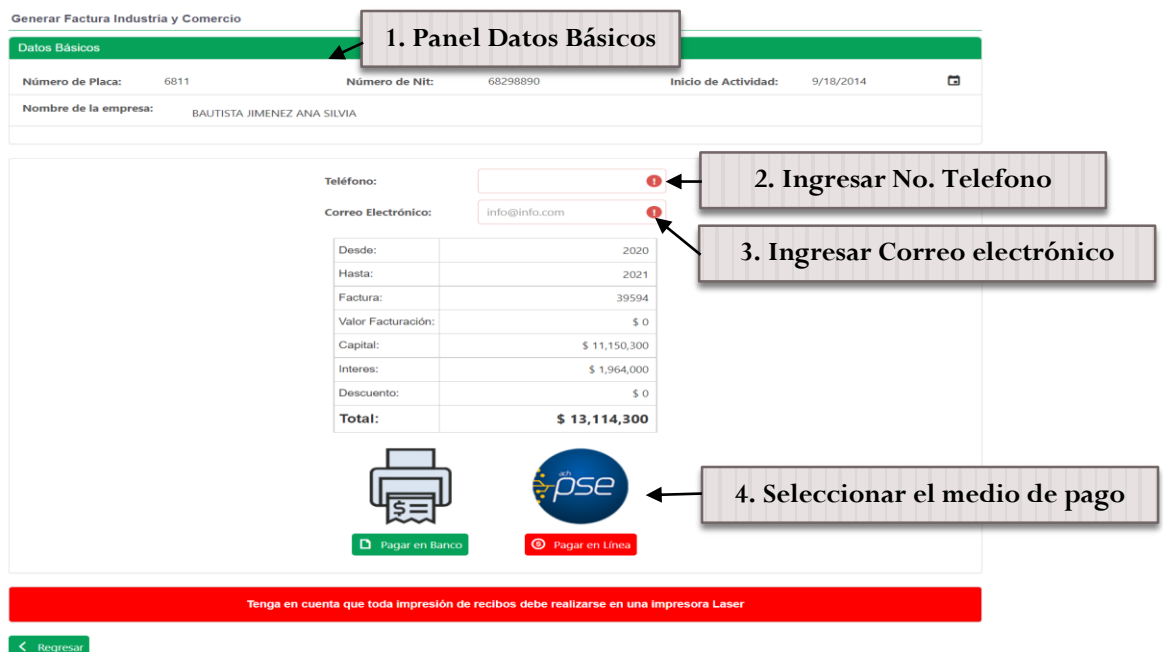 Generar Factura Industria y Comercio
1. Panel Datos Básicos
Datos Básicos
Número de Placa: 6811 Número de Nit: 68298890 Inicio de Actividad: 9/18/2014
Nombre de la empresa: BAUTISTA JIMENEZ ANA SILVIA
Teléfono:
2. Ingresar No. Telefono
Correo Electrónico: info@info.com
3. Ingresar Correo electrónico
Desde: 2020
Hasta: 2021
Factura: 39594
Valor Facturación: $ 0
Capital: $ 11,150,300
Interes: $ 1,964,000
Descuento: $ 0
Total: $ 13,114,300
ach
pse
4. Seleccionar el medio de pago
Pagar en Banco Pagar en Línea
Tenga en cuenta que toda impresión de recibos debe realizarse en una impresora Laser
Regresar